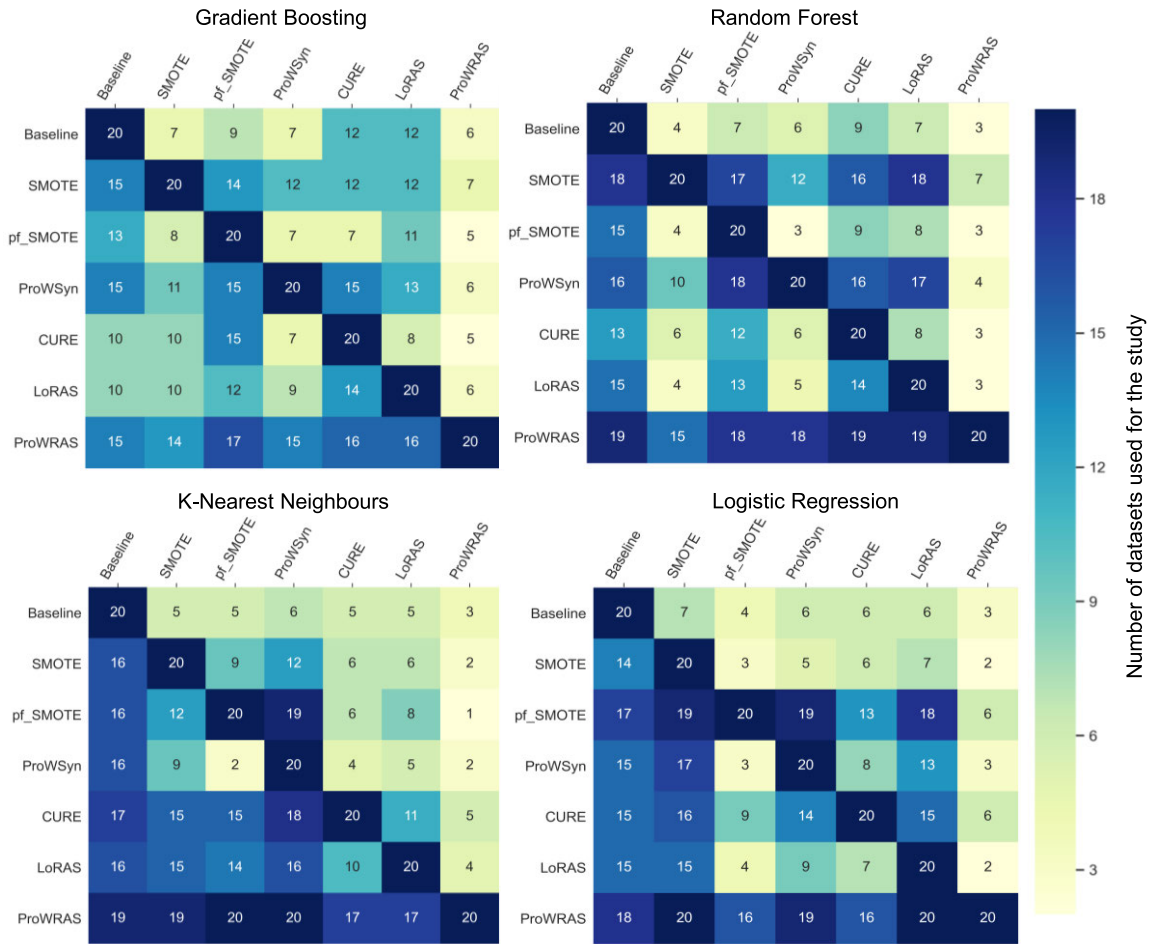 Gradient Boosting
Baseline SMOTE pf_SMOTE ProWSyn CURE LoRAS ProWRAS
Baseline 20 7 9 7 12 12 6
SMOTE 15 20 14 12 12 12 7
pf_SMOTE 13 8 20 7 7 11 5
ProWSyn 15 11 15 20 15 13 6
CURE 10 10 15 7 20 8 5
LoRAS 10 10 12 9 14 20 6
ProWRAS 15 14 17 15 16 16 20
Random Forest
Baseline SMOTE pf_SMOTE ProWSyn CURE LoRAS ProWRAS
Baseline 20 4 7 6 9 7 3
SMOTE 18 20 17 12 16 18 7
pf_SMOTE 15 4 20 3 9 8 3
ProWSyn 16 10 18 20 16 17 4
CURE 13 6 12 6 20 8 3
LoRAS 15 4 13 5 14 20 3
ProWRAS 19 15 18 18 19 19 20
K-Nearest Neighbours
Baseline SMOTE pf_SMOTE ProWSyn CURE LoRAS ProWRAS
Baseline 20 5 5 6 5 5 3
SMOTE 16 20 9 12 6 6 2
pf_SMOTE 16 12 20 19 6 8 1
ProWSyn 16 9 2 20 4 5 2
CURE 17 15 15 18 20 11 5
LoRAS 16 15 14 16 10 20 4
ProWRAS 19 19 20 20 17 17 20
Logistic Regression
Baseline SMOTE pf_SMOTE ProWSyn CURE LoRAS ProWRAS
Baseline 20 7 4 6 6 6 3
SMOTE 14 20 3 5 6 7 2
pf_SMOTE 17 19 20 19 13 18 6
ProWSyn 15 17 3 20 8 13 3
CURE 15 16 9 14 20 15 6
LoRAS 15 15 4 9 7 20 2
ProWRAS 18 20 16 19 16 20 20
18
15
12
9
6
3
Number of datasets used for the study